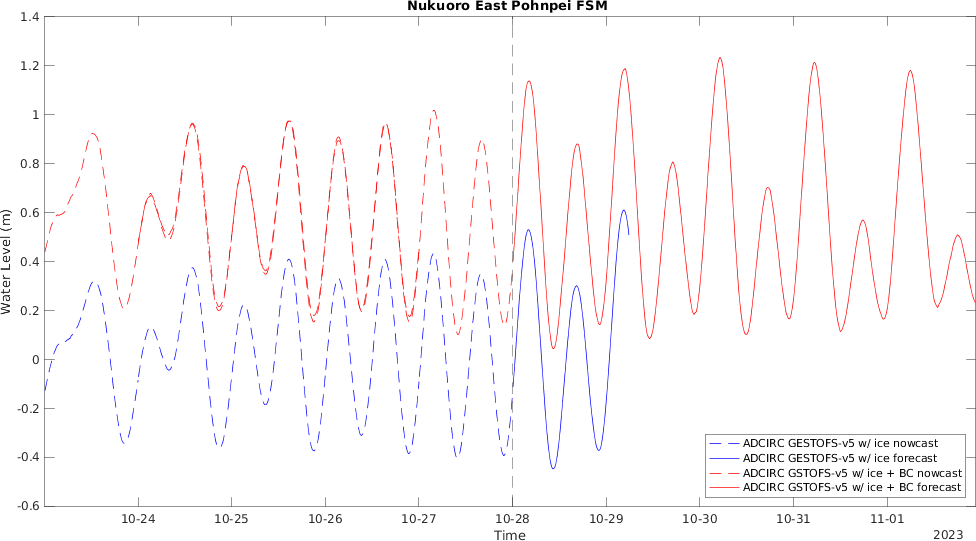 Nukuoro East Pohnpei FSM
1.4
1.2
1
0.8
0.6
0.4
0.2
0
-0.2
-0.4
-0.6
Water Level (m)
ADCIRC GESTOFS-v5 w/ ice nowcast
ADCIRC GESTOFS-v5 w/ ice forecast
ADCIRC GSTOFS-v5 w/ ice + BC nowcast
ADCIRC GSTOFS-v5 w/ ice + BC forecast
10-24 10-25 10-26 10-27 10-28 10-29 10-30 10-31 11-01
Time
2023